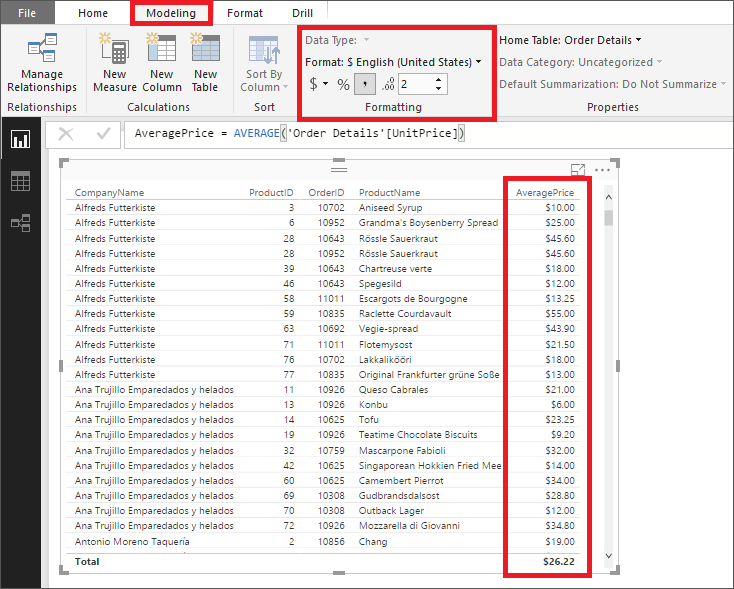 File Home Modeling Format Drill
Manage Relationships
New Measure
New Column
New Table
Sort By Column
Data Type:
Format: $ English (United States)
$ % , .00 2
Home Table: Order Details
Data Category: Uncategorized
Default Summarization: Do Not Summarize
Relationships Calculations Sort Formatting Properties
AveragePrice = AVERAGE('Order Details'[UnitPrice])
CompanyName ProductID OrderID ProductName AveragePrice
Alfreds Futterkiste 3 10702 Aniseed Syrup $10.00
Alfreds Futterkiste 6 10952 Grandma's Boysenberry Spread $25.00
Alfreds Futterkiste 28 10643 Rössle Sauerkraut $45.60
Alfreds Futterkiste 28 10952 Rössle Sauerkraut $45.60
Alfreds Futterkiste 39 10643 Chartreuse verte $18.00
Alfreds Futterkiste 46 10643 Spegesild $12.00
Alfreds Futterkiste 58 11011 Escargots de Bourgogne $13.25
Alfreds Futterkiste 59 10835 Raclette Courdavault $55.00
Alfreds Futterkiste 63 10692 Vegie-spread $43.90
Alfreds Futterkiste 71 11011 Flotemysost $21.50
Alfreds Futterkiste 76 10702 Lakkalikööri $18.00
Alfreds Futterkiste 77 10835 Original Frankfurter grüne Soße $13.00
Ana Trujillo Emparedados y helados 11 10926 Queso Cabrales $21.00
Ana Trujillo Emparedados y helados 13 10926 Konbu $6.00
Ana Trujillo Emparedados y helados 14 10625 Tofu $23.25
Ana Trujillo Emparedados y helados 19 10926 Teatime Chocolate Biscuits $9.20
Ana Trujillo Emparedados y helados 32 10759 Mascarpone Fabioli $32.00
Ana Trujillo Emparedados y helados 42 10625 Singaporean Hokkien Fried Mee $14.00
Ana Trujillo Emparedados y helados 60 10625 Camembert Pierrot $34.00
Ana Trujillo Emparedados y helados 69 10308 Gudbrandsdalsost $28.80
Ana Trujillo Emparedados y helados 70 10308 Outback Lager $12.00
Ana Trujillo Emparedados y helados 72 10926 Mozzarella di Giovanni $34.80
Antonio Moreno Taquería 2 10856 Chang $19.00
Total $26.22